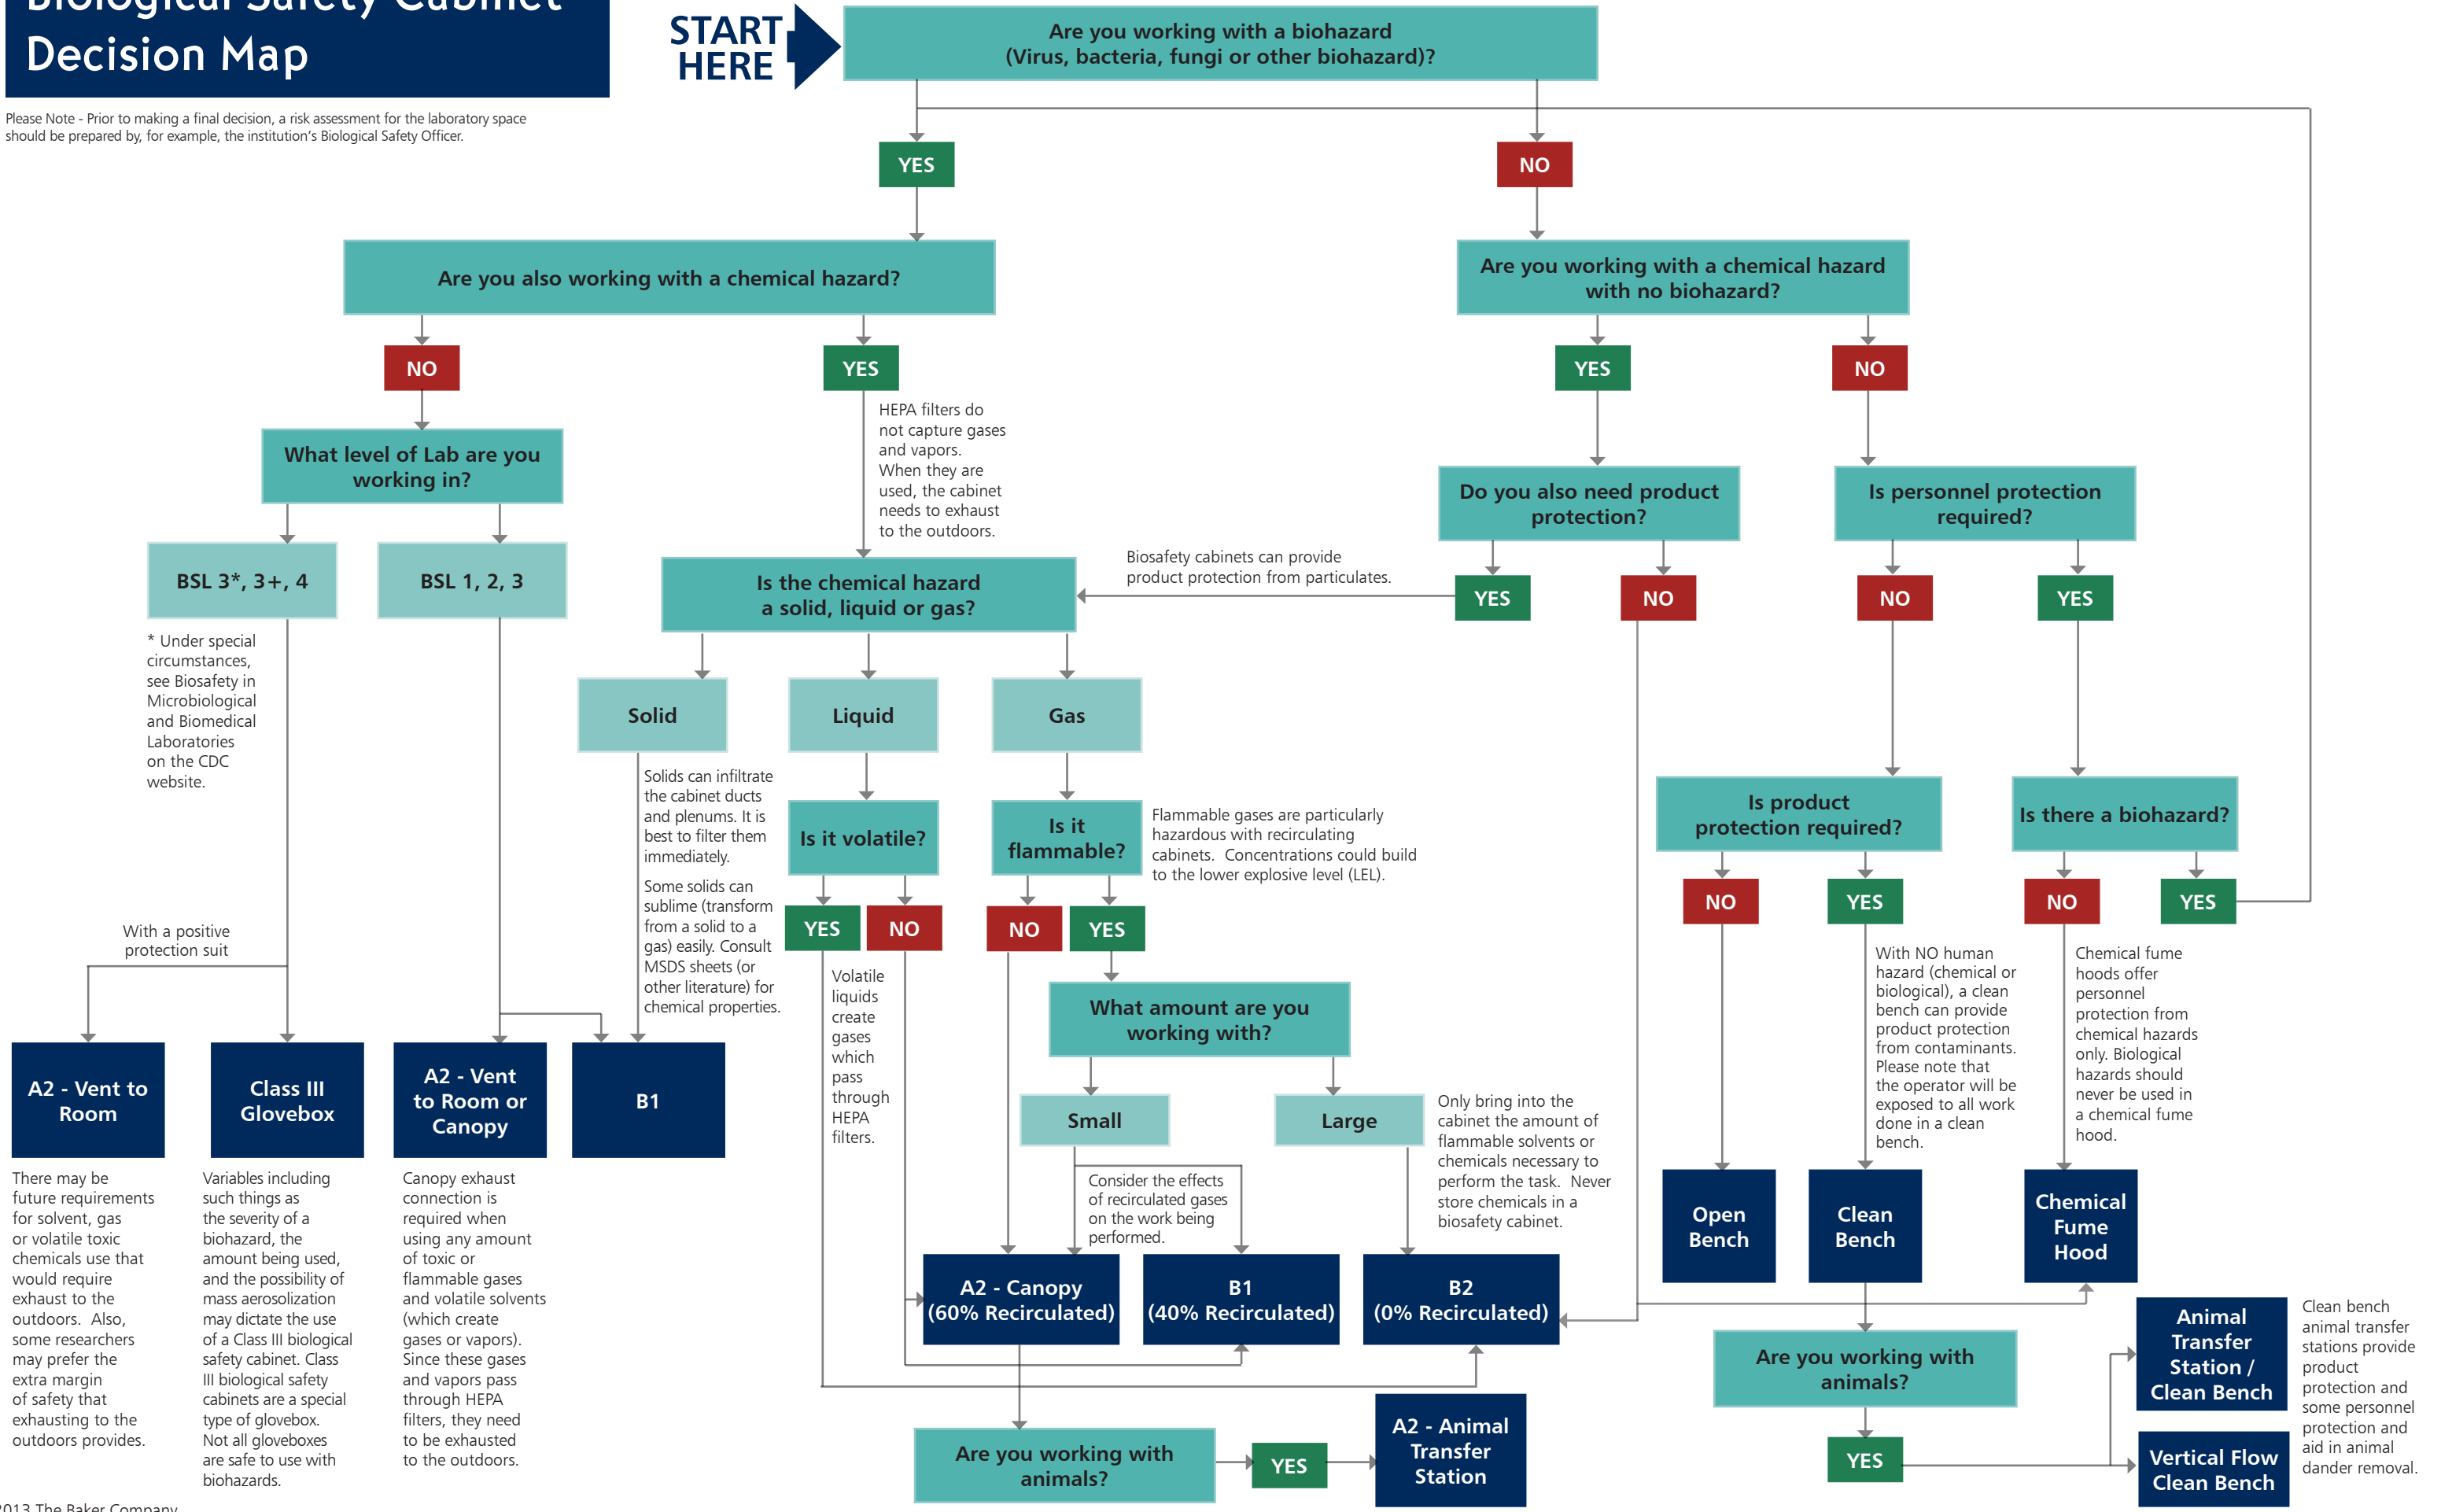 Biological Safety Cabinet
Decision Map
Please Note - Prior to making a final decision, a risk assessment for the laboratory space
should be prepared by, for example, the institution's Biological Safety Officer.
START
HERE
Are you working with a biohazard
(Virus, bacteria, fungi or other biohazard)?
YES
NO
Are you also working with a chemical hazard?
Are you working with a chemical hazard
with no biohazard?
NO
YES
YES
NO
HEPA filters do
not capture gases
and vapors.
When they are
used, the cabinet
needs to exhaust
to the outdoors.
What level of Lab are you
working in?
Do you also need product
protection?
Is personnel protection
required?
BSL 3*, 3+, 4
BSL 1, 2, 3
Is the chemical hazard
a solid, liquid or gas?
Biosafety cabinets can provide
product protection from particulates.
YES
NO
NO
YES
* Under special
circumstances,
see Biosafety in
Microbiological
and Biomedical
Laboratories
on the CDC
website.
Solid
Liquid
Gas
Solids can infiltrate
the cabinet ducts
and plenums. It is
best to filter them
immediately.
Some solids can
sublime (transform
from a solid to a
gas) easily. Consult
MSDS sheets (or
other literature) for
chemical properties.
Is it volatile?
Is it
flammable?
Flammable gases are particularly
hazardous with recirculating
cabinets.  Concentrations could build
to the lower explosive level (LEL).
Is product
protection required?
Is there a biohazard?
YES
NO
NO
YES
NO
YES
NO
YES
With a positive
protection suit
Volatile
liquids
create
gases
which
pass
through
HEPA
filters.
What amount are you
working with?
With NO human
hazard (chemical or
biological), a clean
bench can provide
product protection
from contaminants.
Please note that
the operator will be
exposed to all work
done in a clean
bench.
Chemical fume
hoods offer
personnel
protection from
chemical hazards
only. Biological
hazards should
never be used in
a chemical fume
hood.
A2 - Vent to
Room
Class III
Glovebox
A2 - Vent
to Room or
Canopy
B1
Small
Large
Only bring into the
cabinet the amount of
flammable solvents or
chemicals necessary to
perform the task.  Never
store chemicals in a
biosafety cabinet.
There may be
future requirements
for solvent, gas
or volatile toxic
chemicals use that
would require
exhaust to the
outdoors.  Also,
some researchers
may prefer the
extra margin
of safety that
exhausting to the
outdoors provides.
Variables including
such things as
the severity of a
biohazard, the
amount being used,
and the possibility of
mass aerosolization
may dictate the use
of a Class III biological
safety cabinet. Class
III biological safety
cabinets are a special
type of glovebox.
Not all gloveboxes
are safe to use with
biohazards.
Canopy exhaust
connection is
required when
using any amount
of toxic or
flammable gases
and volatile solvents
(which create
gases or vapors).
Since these gases
and vapors pass
through HEPA
filters, they need
to be exhausted
to the outdoors.
Consider the effects
of recirculated gases
on the work being
performed.
A2 - Canopy
(60% Recirculated)
B1
(40% Recirculated)
B2
(0% Recirculated)
Open
Bench
Clean
Bench
Chemical
Fume
Hood
Are you working with
animals?
YES
A2 - Animal
Transfer
Station
Are you working with
animals?
YES
Animal
Transfer
Station /
Clean Bench
Vertical Flow
Clean Bench
Clean bench
animal transfer
stations provide
product
protection and
some personnel
protection and
aid in animal
dander removal.
2013 The Baker Company